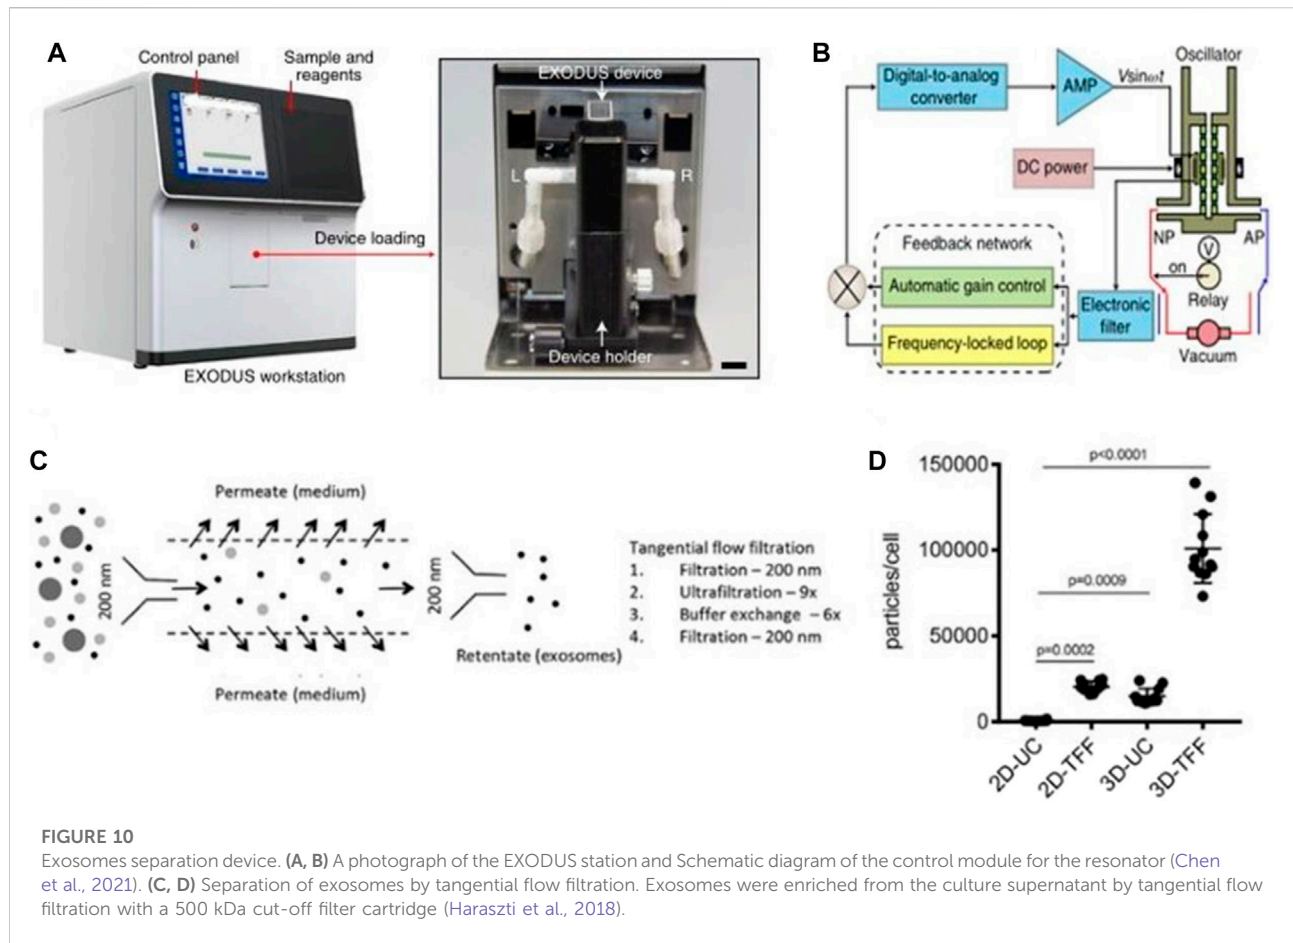 A
Control panel
Sample and
reagents
Device loading
EXODUS workstation
EXODUS device
L
R
Device holder
B
Digital-to-analog
converter
AMP
Vsinωt
Oscillator
DC power
Feedback network
Automatic gain control
Frequency-locked loop
Electronic
filter
NP
AP
V
on
Relay
Vacuum
C
200 nm
Permeate (medium)
Permeate (medium)
200 nm
Retentate (exosomes)
Tangential flow filtration
1. Filtration – 200 nm
2. Ultrafiltration – 9x
3. Buffer exchange – 6x
4. Filtration – 200 nm
D
particles/cell
150000
100000
50000
0
p<0.0001
p=0.0009
p=0.0002
2D-UC
2D-TFF
3D-UC
3D-TFF
FIGURE 10
Exosomes separation device. (A, B) A photograph of the EXODUS station and Schematic diagram of the control module for the resonator (Chen
et al., 2021). (C, D) Separation of exosomes by tangential flow filtration. Exosomes were enriched from the culture supernatant by tangential flow
filtration with a 500 kDa cut-off filter cartridge (Haraszti et al., 2018).